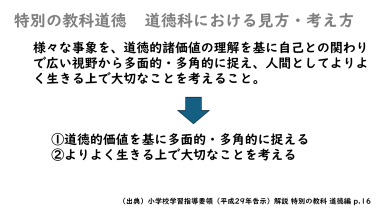 特別の教科道徳　道徳科における見方・考え方
様々な事象を、道徳的諸価値の理解を基に自己との関わり
で広い視野から多面的・多角的に捉え、人間としてよりよ
く生きる上で大切なことを考えること。
①道徳的価値を基に多面的・多角的に捉える
②よりよく生きる上で大切なことを考える
（出典）小学校学習指導要領（平成29年告示）解説 特別の教科 道徳編 p.16